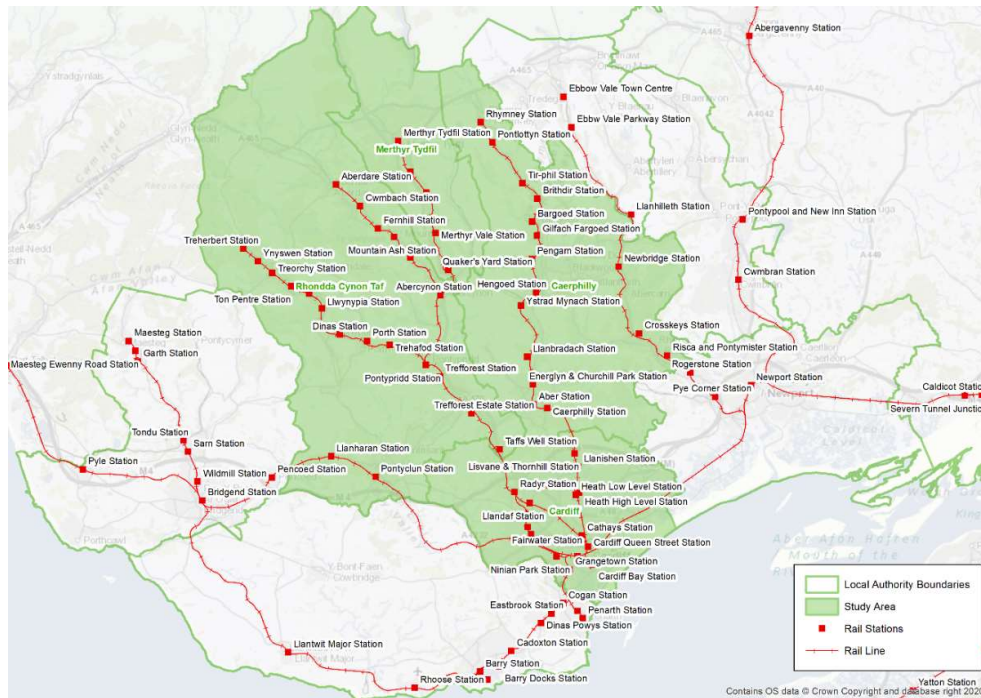 Abergavenny Station
Ebbow Vale Town Centre
Rhymney Station
Ebbw Vale Parkway Station
Merthyr Tydfil Station
Pontlottyn Station
Merthyr Tydfil
Aberdare Station
Tir-phil Station
Cwmbach Station
Brithdir Station
Fernhill Station
Bargoed Station
Llanhilleth Station
Pontypool and New Inn Station
Merthyr Vale Station
Gilfach Fargoed Station
Treherbert Station
Mountain Ash Station
Pengam Station
Ynyswen Station
Quaker's Yard Station
Newbridge Station
Cwmbran Station
Treorchy Station
Rhondda Cynon Taf
Abercynon Station
Hengoed Station
Caerphilly
Ton Pentre Station
Llwynypia Station
Ystrad Mynach Station
Dinas Station
Porth Station
Crosskeys Station
Maesteg Station
Trehafod Station
Llanbradach Station
Risca and Pontymister Station
Garth Station
Trefforest Station
Rogerstone Station
Maesteg Ewenny Road Station
Pontypridd Station
Energlyn & Churchill Park Station
Newport Station
Pye Corner Station
Caldicot Station
Aber Station
Severn Tunnel Junction
Trefforest Estate Station
Caerphilly Station
Tondu Station
Taffs Well Station
Sarn Station
Llanharan Station
Llanishen Station
Pyle Station
Wildmill Station
Pencoed Station
Pontyclun Station
Lisvane & Thornhill Station
Bridgend Station
Radyr Station
Heath Low Level Station
Heath High Level Station
Cardiff
Llandaf Station
Cathays Station
Fairwater Station
Cardiff Queen Street Station
Grangetown Station
Ninian Park Station
Cardiff Bay Station
Cogan Station
Eastbrook Station
Penarth Station
Dinas Powys Station
Llantwit Major Station
Cadoxton Station
Barry Station
Rhoose Station
Barry Docks Station
Yatton Station
Local Authority Boundaries
Study Area
Rail Stations
Rail Line
Contains OS data © Crown Copyright and database right 2020